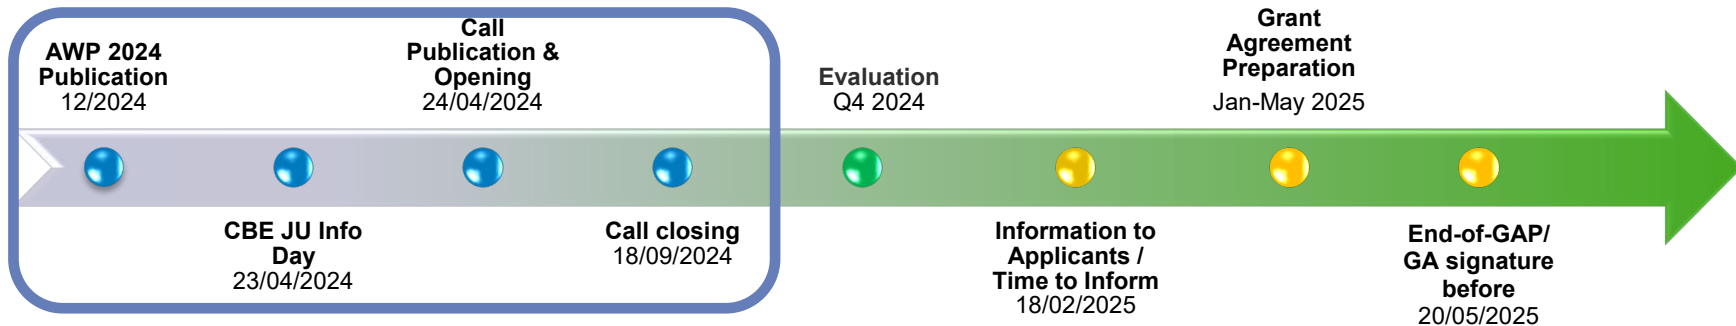 AWP 2024
Publication
12/2024
CBE JU Info
Day
23/04/2024
Call
Publication &
Opening
24/04/2024
Call closing
18/09/2024
Evaluation
Q4 2024
Information to
Applicants /
Time to Inform
18/02/2025
Grant
Agreement
Preparation
Jan-May 2025
End-of-GAP/
GA signature
before
20/05/2025